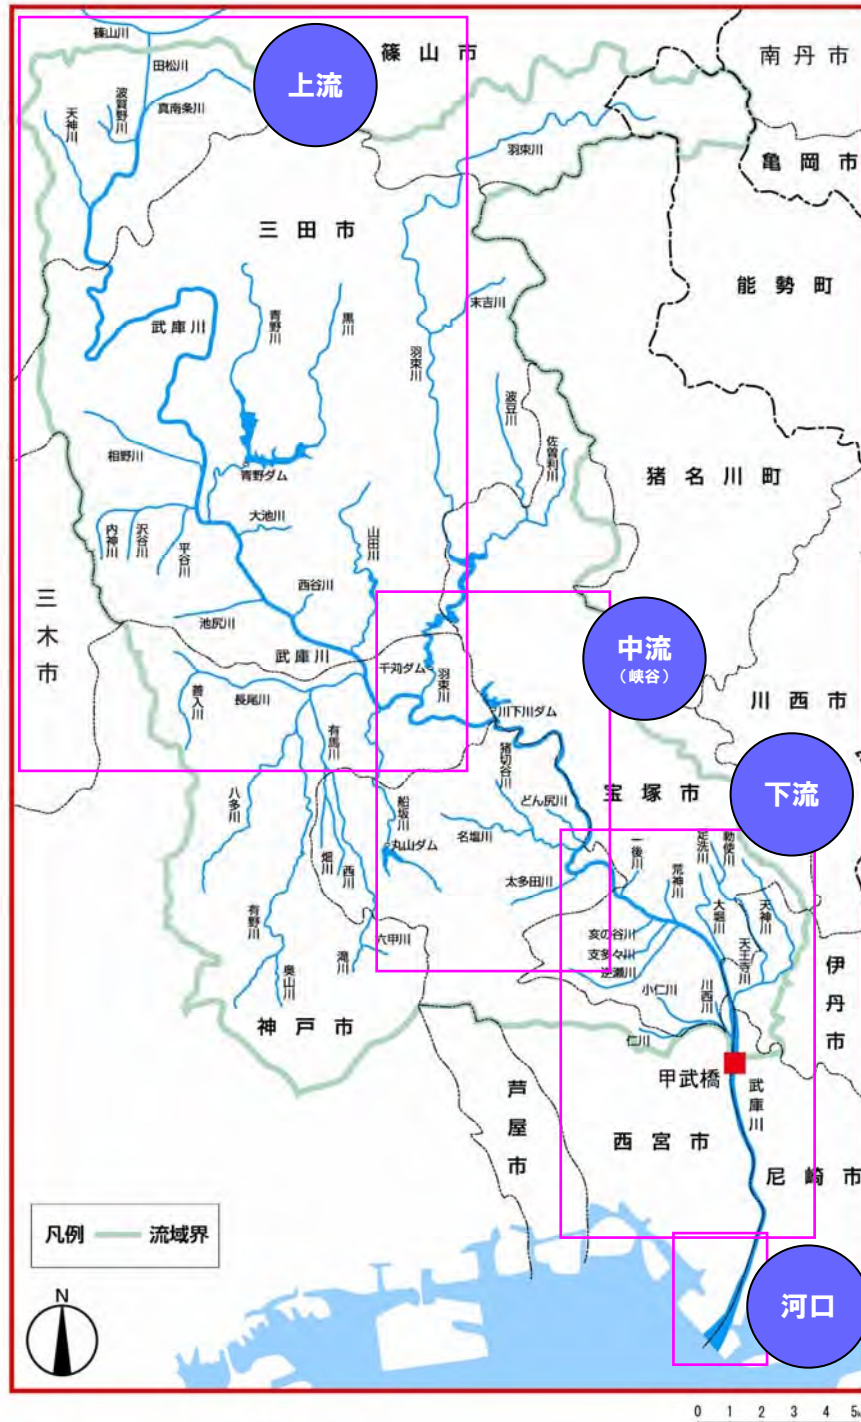 篠山川
篠山市
南丹市
上流
田松川
波賀野川
真南条川
天神川
羽束川
亀岡市
三田市
能勢町
末吉川
青野川
黒川
武庫川
羽束川
波豆川
佐曽利川
相野川
青野ダム
猪名川町
大池川
山田川
内神川
沢谷川
平谷川
西谷川
三木市
池尻川
中流
(峡谷)
武庫川
千苅ダム
羽束川
川西市
善入川
長尾川
川下川ダム
有馬川
猪切谷川
下流
宝塚市
どん尻川
八多川
船坂川
名塩川
丸山ダム
一後川
足洗川
勅使川
荒神川
畑川
西川
太多田川
大堀川
天神川
有野川
亥の谷川
天王寺川
六甲川
支多々川
滝川
逆瀬川
伊丹市
奥山川
小仁川
川西川
神戸市
仁川
甲武橋
武庫川
芦屋市
西宮市
尼崎市
凡例 流域界
N
河口
0 1 2 3 4 5